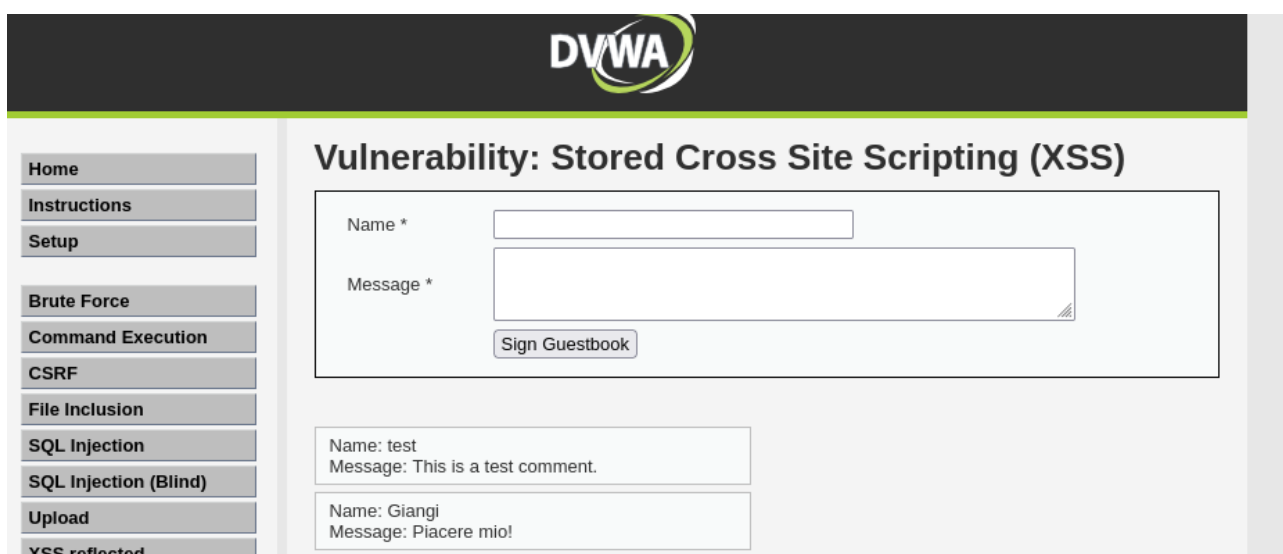 DVWA
Home
Instructions
Setup
Brute Force
Command Execution
CSRF
File Inclusion
SQL Injection
SQL Injection (Blind)
Upload
XSS reflected
Vulnerability: Stored Cross Site Scripting (XSS)
Name *
Message *
Sign Guestbook
Name: test
Message: This is a test comment.
Name: Giangi
Message: Piacere mio!